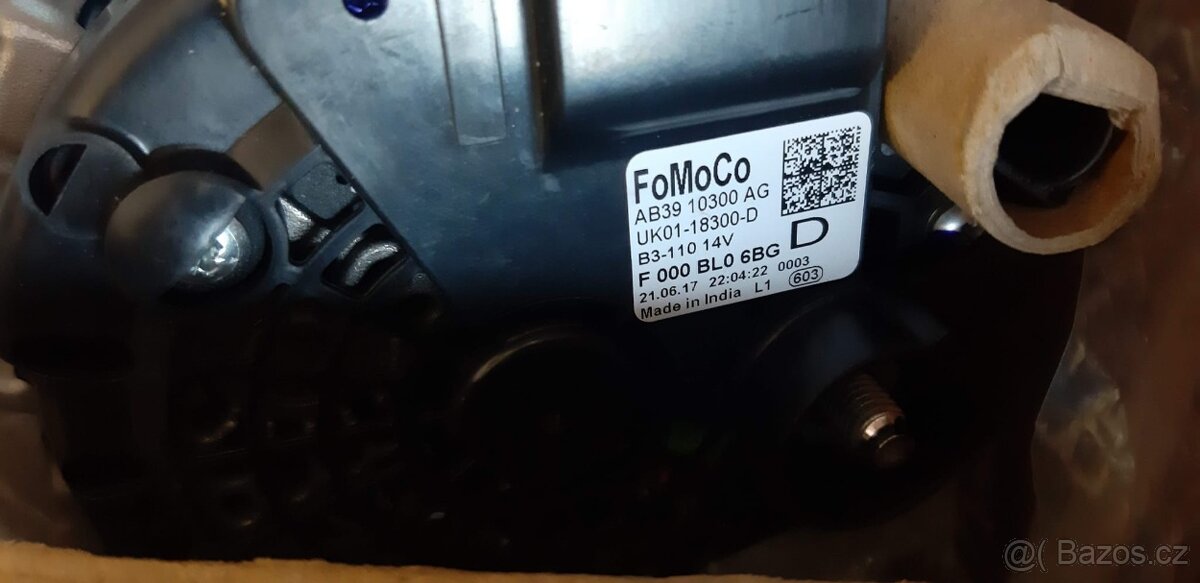 FoMoCo
AB39 10300 AG
UK01-18300-D
B3-110 14V D
F 000 BL0 6BG
21.06.17 22:04:22 0003
Made in India L1 603
@( Bazos.cz